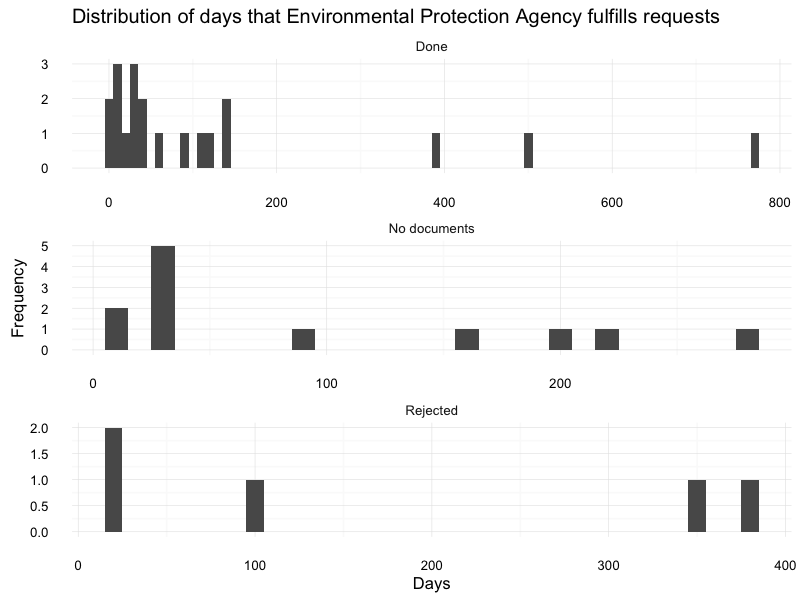 Distribution of days that Environmental Protection Agency fulfills requests
Done
3
2
1
0
0 200 400 600 800
No documents
5
4
3
2
1
0
0 100 200
Frequency
Rejected
2.0
1.5
1.0
0.5
0.0
0 100 200 300 400
Days